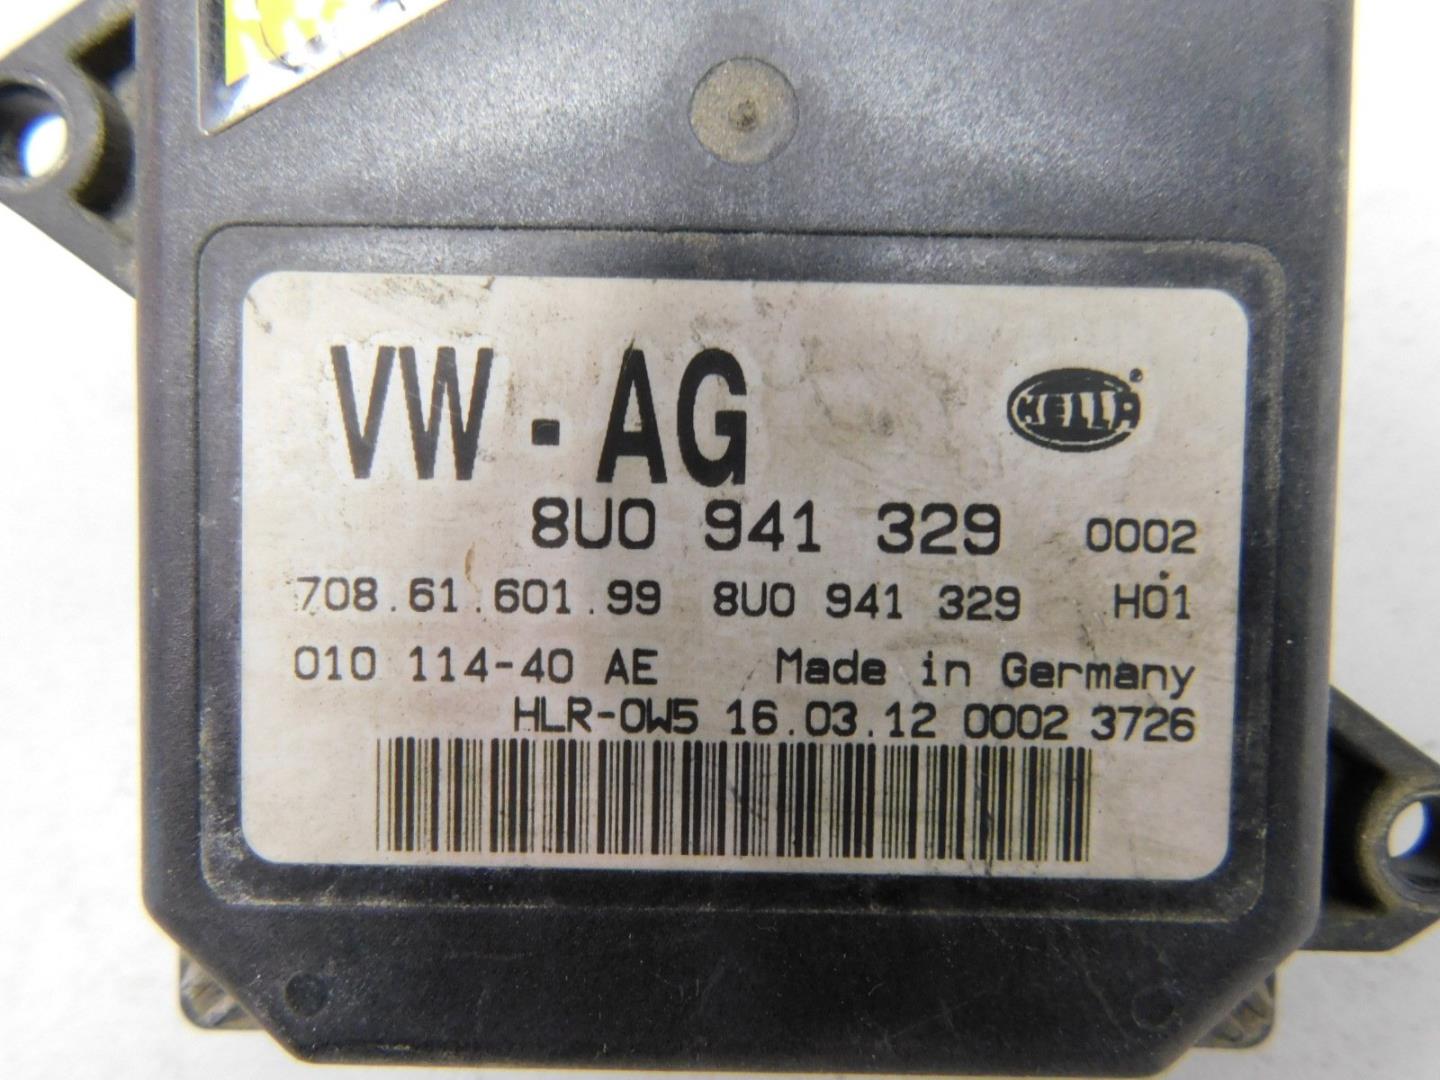 VW - AG
HELLA®
8U0 941 329 0002
708.61.601.99 8U0 941 329 H01
010 114-40 AE Made in Germany
HLR-0W5 16.03.12 0002 3726